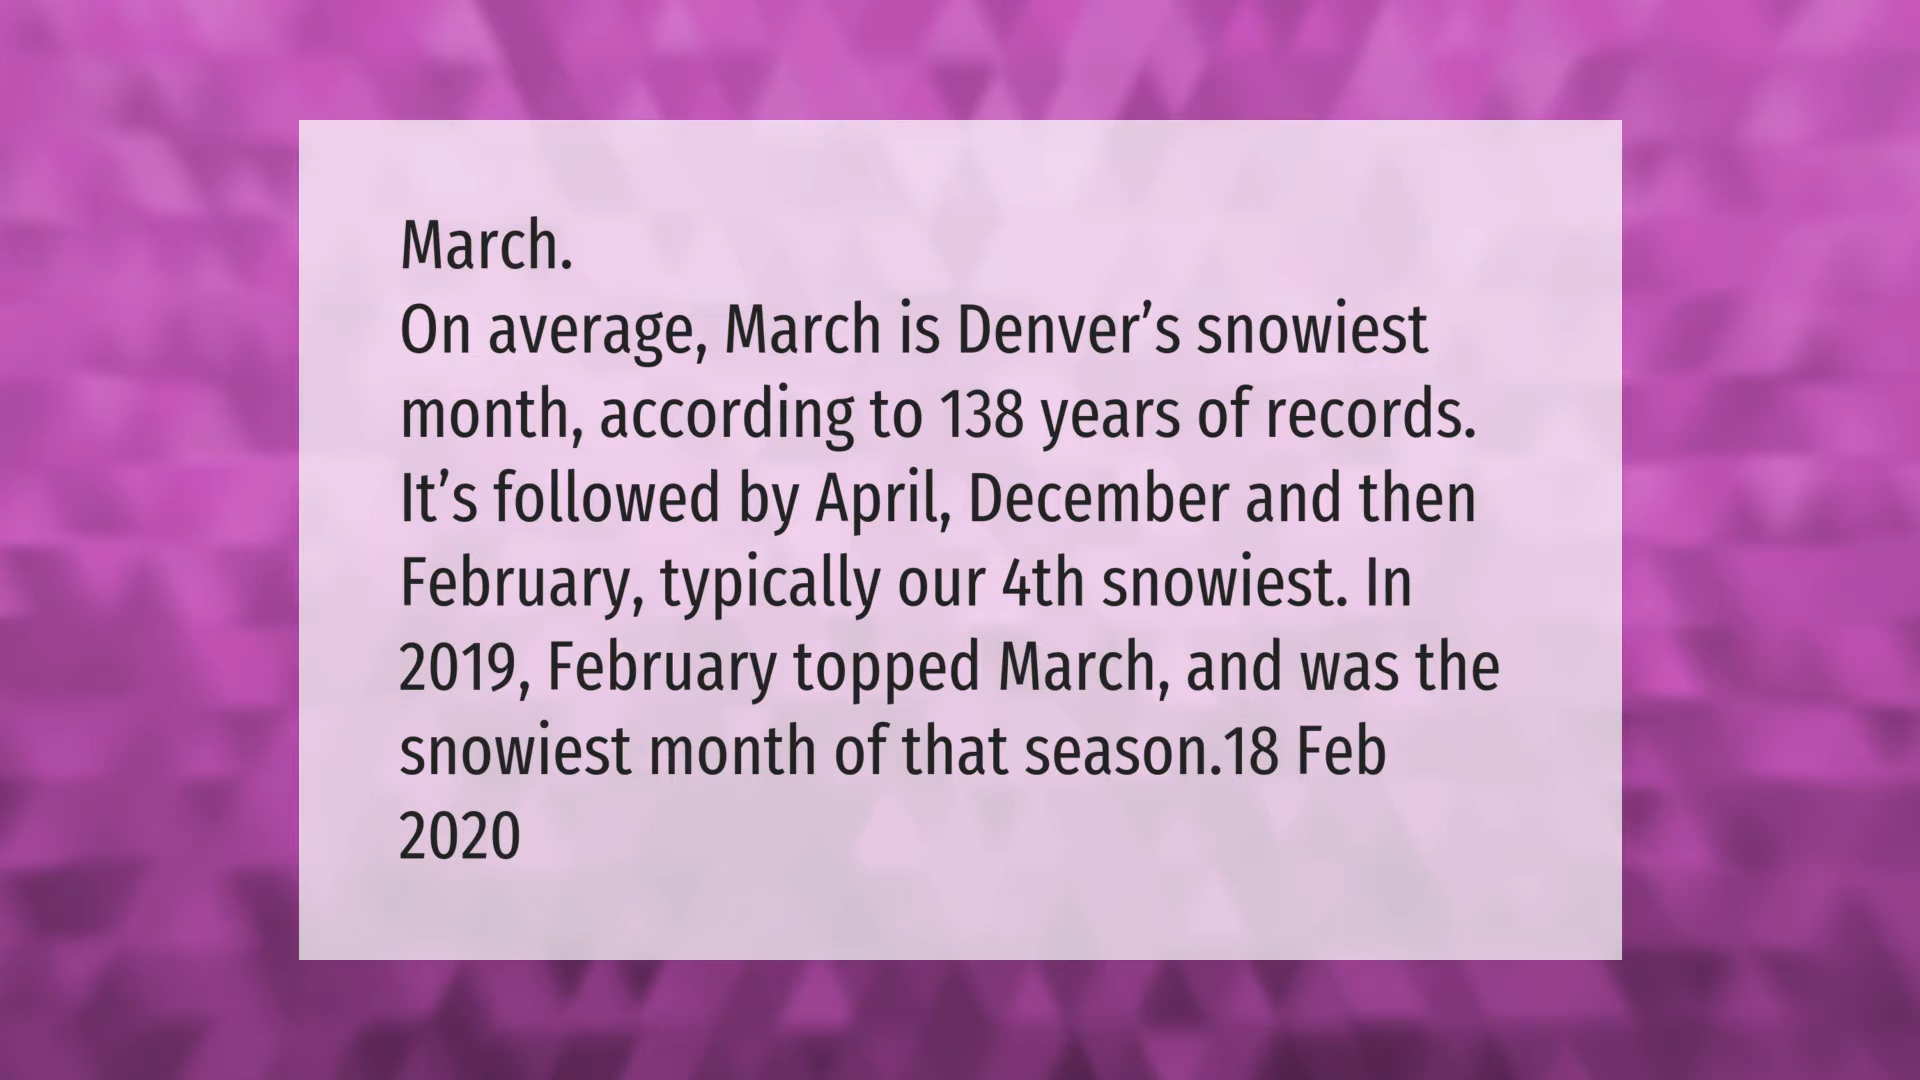 March.
On average, March is Denver’s snowiest
month, according to 138 years of records.
It’s followed by April, December and then
February, typically our 4th snowiest. In
2019, February topped March, and was the
snowiest month of that season.18 Feb
2020